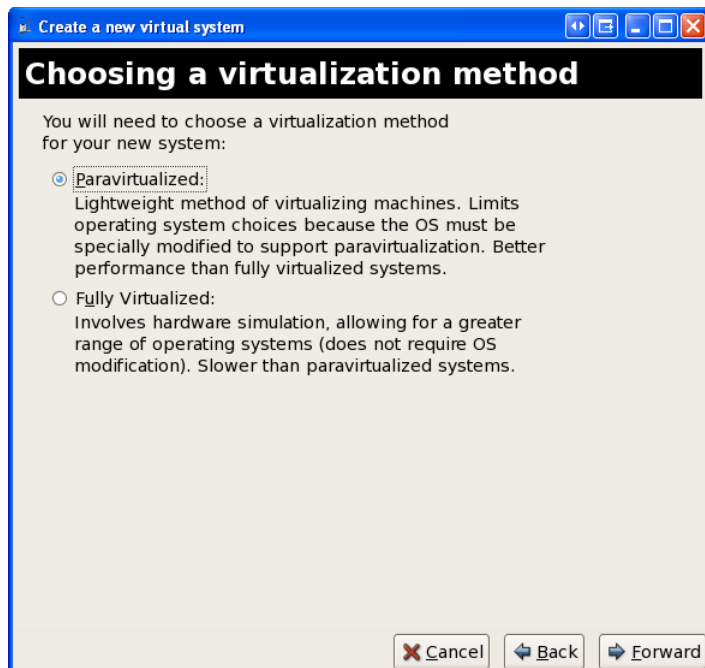 Create a new virtual system
Choosing a virtualization method
You will need to choose a virtualization method
for your new system:
Paravirtualized:
Lightweight method of virtualizing machines. Limits
operating system choices because the OS must be
specially modified to support paravirtualization. Better
performance than fully virtualized systems.
Fully Virtualized:
Involves hardware simulation, allowing for a greater
range of operating systems (does not require OS
modification). Slower than paravirtualized systems.
Cancel Back Forward